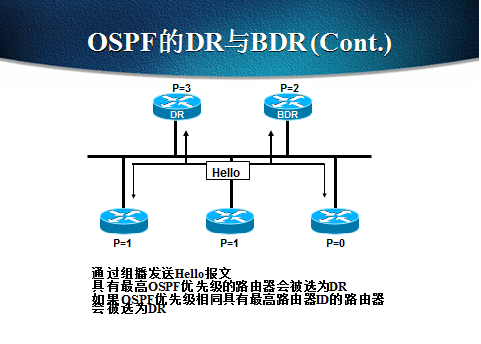 OSPF的DR与BDR (Cont.)
P=3 P=2
DR BDR
Hello
P=1 P=1 P=0
通过组播发送Hello报文
具有最高OSPF优先级的路由器会被选为DR
如果OSPF优先级相同具有最高路由器ID的路由器
会被选为DR